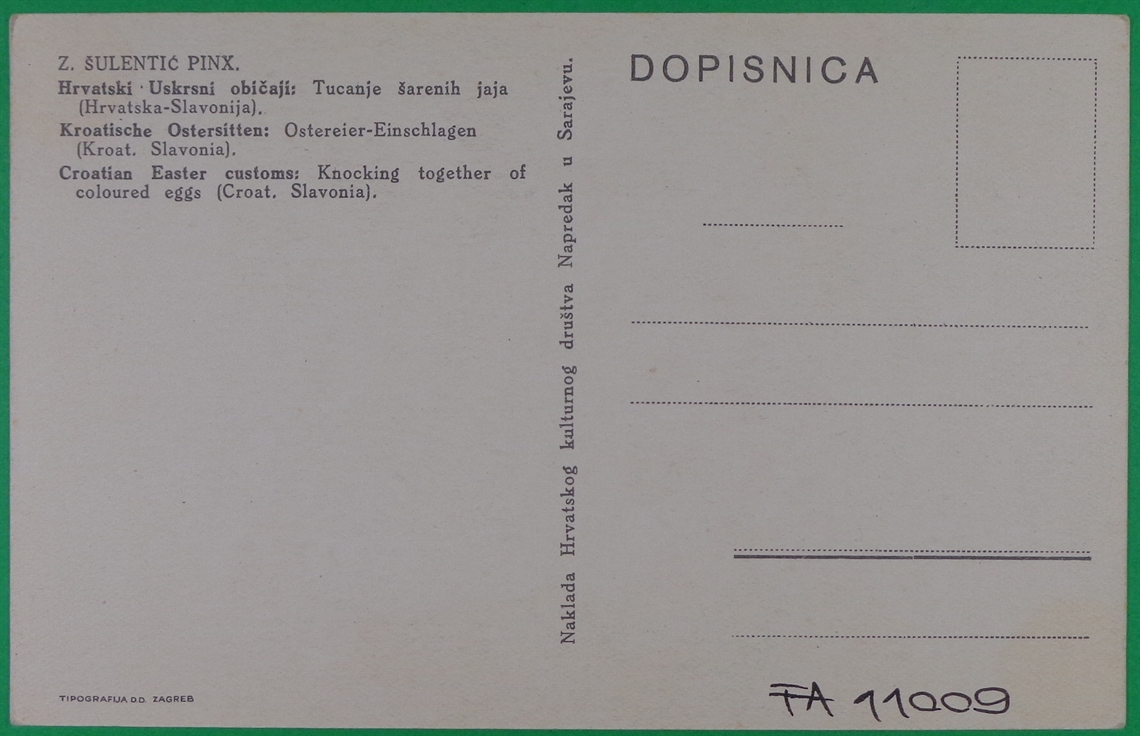 Z. ŠULENTIĆ PINX.
Hrvatski Uskrsni običaji: Tucanje šarenih jaja
(Hrvatska-Slavonija).
Kroatische Ostersitten: Ostereier-Einschlagen
(Kroat. Slavonia).
Croatian Easter customs: Knocking together of
coloured eggs (Croat. Slavonia).
TIPOGRAFIJA D.D. ZAGREB
Naklada Hrvatskog kulturnog društva Napredak u Sarajevu.
DOPISNICA
FA 11009